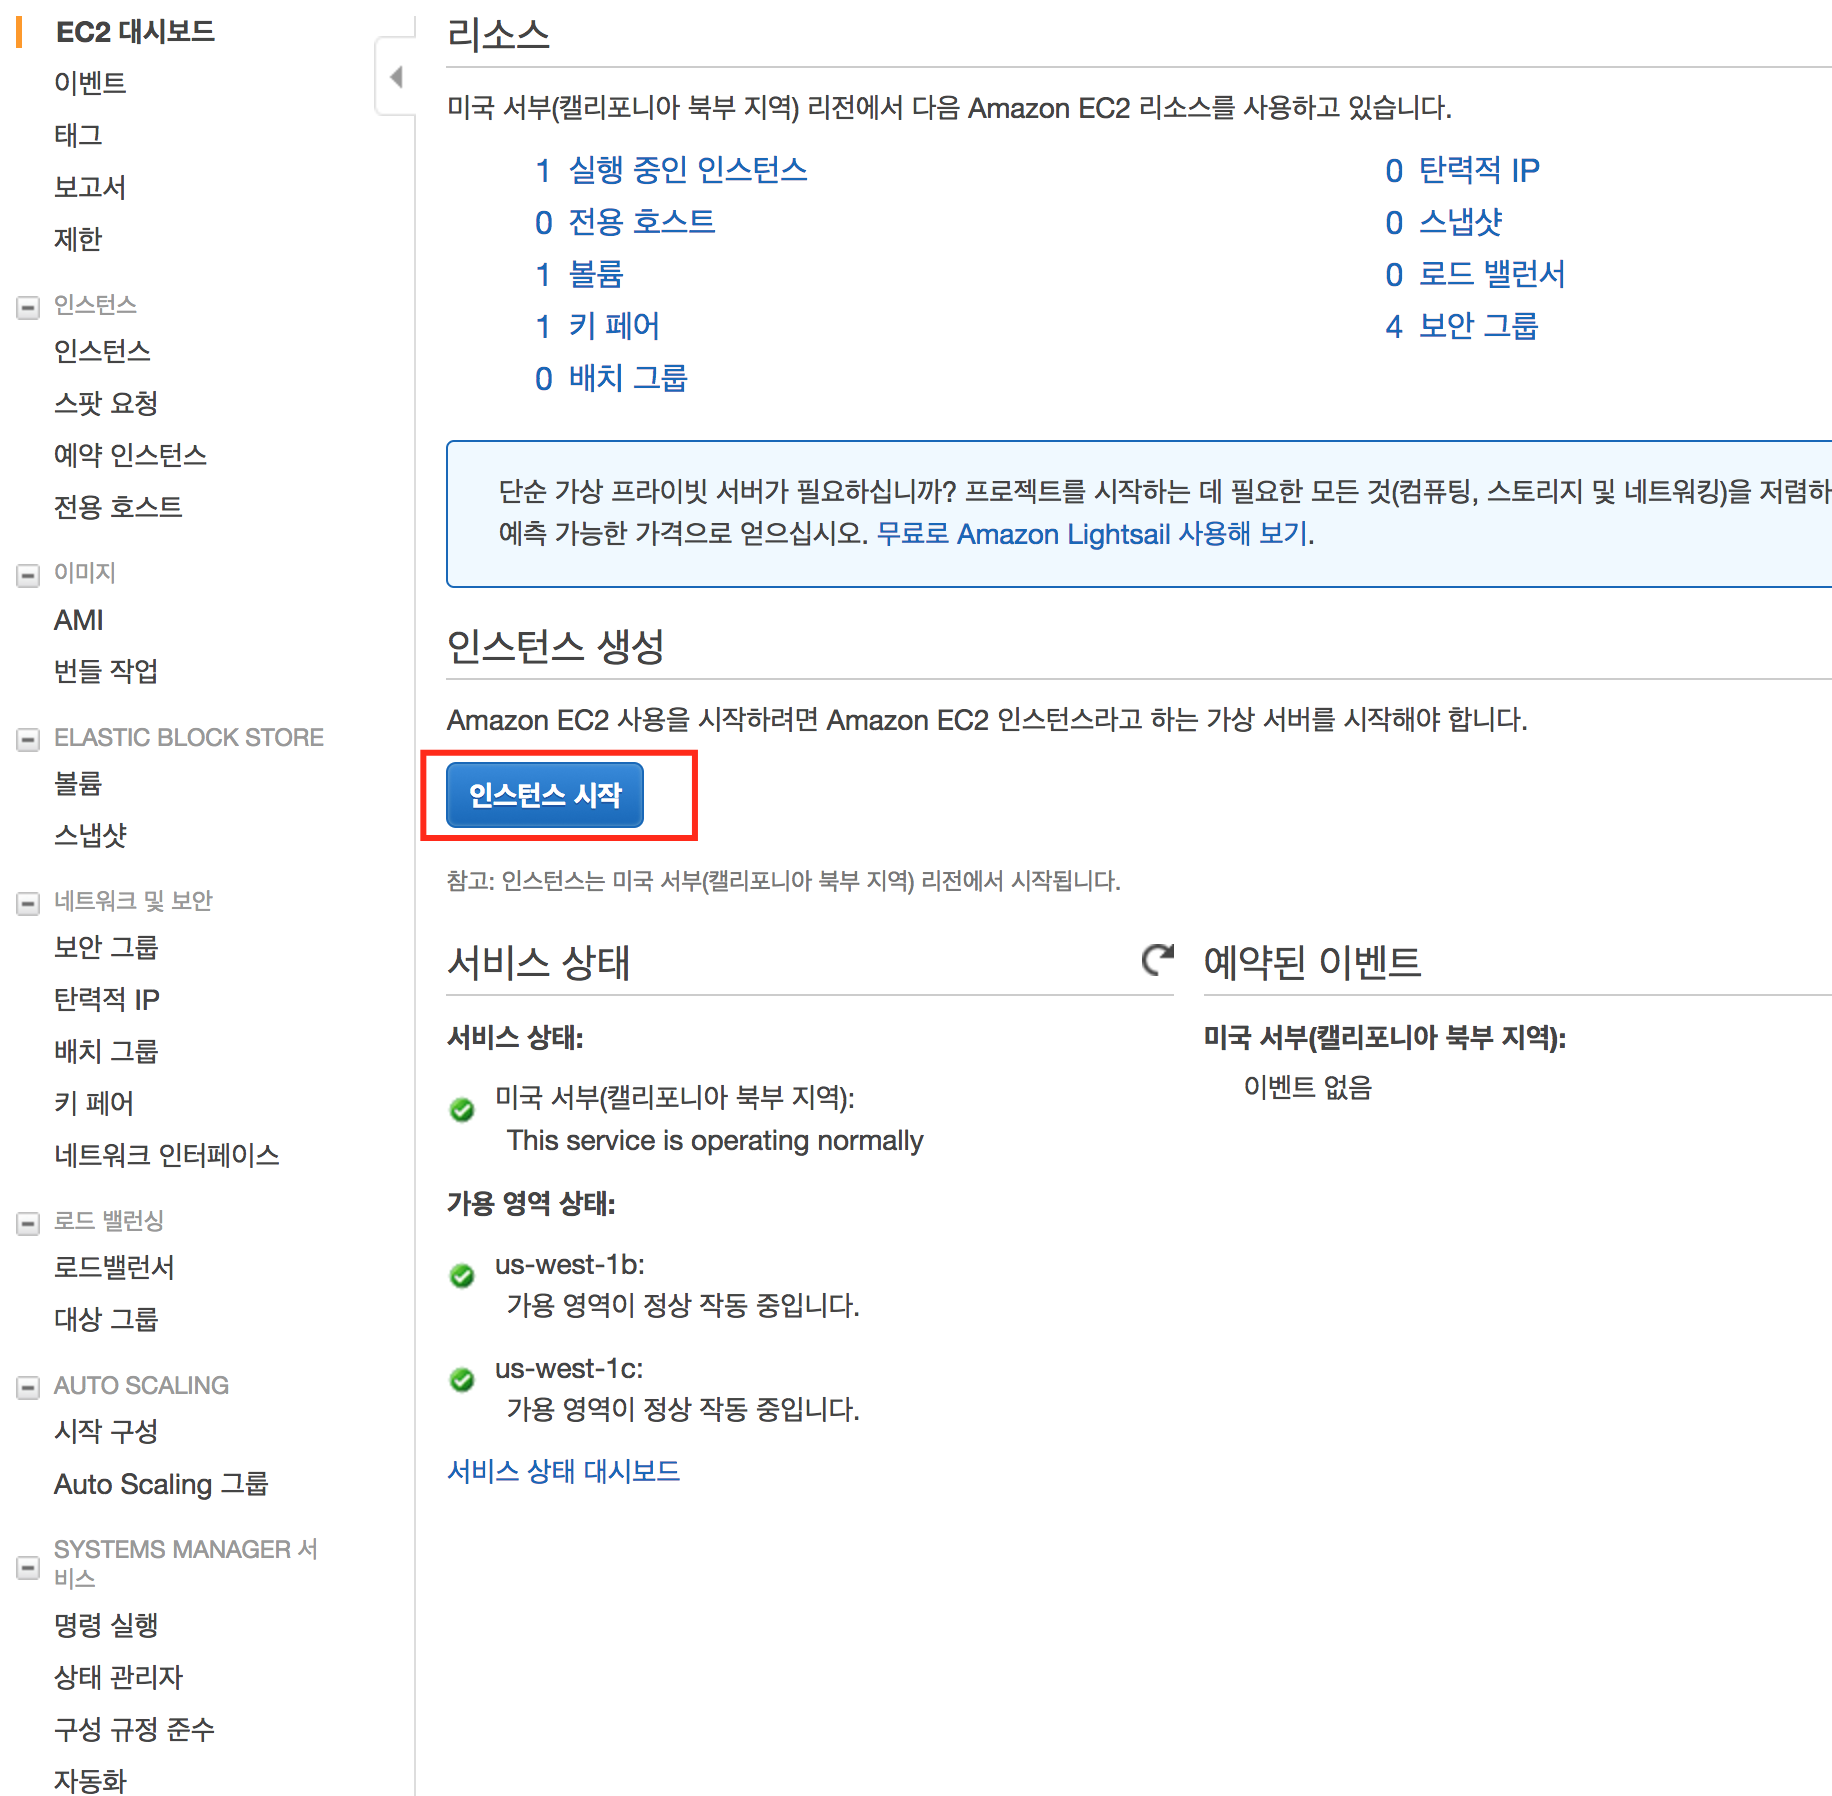 EC2 대시보드
이벤트
태그
보고서
제한
인스턴스
인스턴스
스팟 요청
예약 인스턴스
전용 호스트
이미지
AMI
번들 작업
ELASTIC BLOCK STORE
볼륨
스냅샷
네트워크 및 보안
보안 그룹
탄력적 IP
배치 그룹
키 페어
네트워크 인터페이스
로드 밸런싱
로드밸런서
대상 그룹
AUTO SCALING
시작 구성
Auto Scaling 그룹
SYSTEMS MANAGER 서
비스
명령 실행
상태 관리자
구성 규정 준수
자동화
리소스
미국 서부(캘리포니아 북부 지역) 리전에서 다음 Amazon EC2 리소스를 사용하고 있습니다.
1 실행 중인 인스턴스
0 전용 호스트
1 볼륨
1 키 페어
0 배치 그룹
0 탄력적 IP
0 스냅샷
0 로드 밸런서
4 보안 그룹
단순 가상 프라이빗 서버가 필요하십니까? 프로젝트를 시작하는 데 필요한 모든 것(컴퓨팅, 스토리지 및 네트워킹)을 저렴하
예측 가능한 가격으로 얻으십시오. 무료로 Amazon Lightsail 사용해 보기.
인스턴스 생성
Amazon EC2 사용을 시작하려면 Amazon EC2 인스턴스라고 하는 가상 서버를 시작해야 합니다.
인스턴스 시작
참고: 인스턴스는 미국 서부(캘리포니아 북부 지역) 리전에서 시작됩니다.
서비스 상태
서비스 상태:
미국 서부(캘리포니아 북부 지역):
This service is operating normally
가용 영역 상태:
us-west-1b:
가용 영역이 정상 작동 중입니다.
us-west-1c:
가용 영역이 정상 작동 중입니다.
서비스 상태 대시보드
예약된 이벤트
미국 서부(캘리포니아 북부 지역):
이벤트 없음